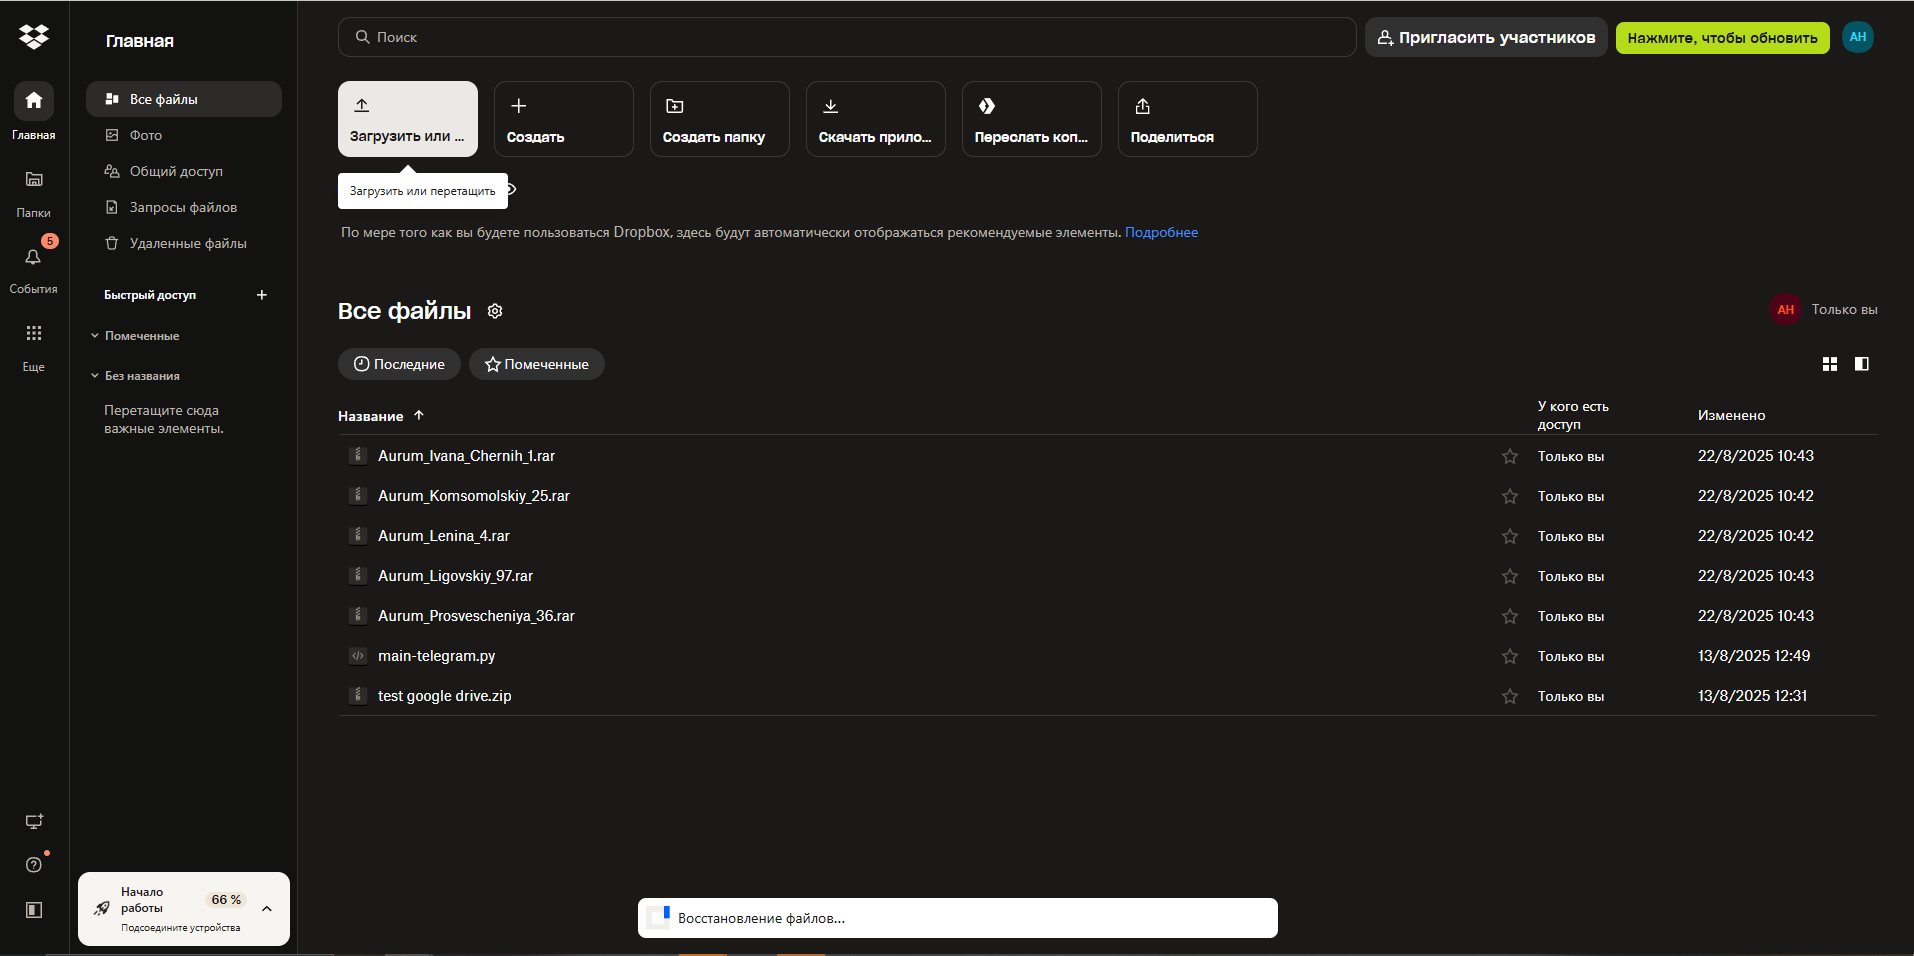 Главная
Поиск
Пригласить участников
Нажмите, чтобы обновить
АН
Главная
Папки
5
События
Еще
Все файлы
Фото
Общий доступ
Запросы файлов
Удаленные файлы
Быстрый доступ
Помеченные
Без названия
Перетащите сюда
важные элементы.
Загрузить или ...
Создать
Создать папку
Скачать прило...
Переслать коп...
Поделиться
Загрузить или перетащить
По мере того как вы будете пользоваться Dropbox, здесь будут автоматически отображаться рекомендуемые элементы. Подробнее
Все файлы
АН Только вы
Последние
Помеченные
Название
У кого есть
доступ
Изменено
Aurum_Ivana_Chernih_1.rar Только вы 22/8/2025 10:43
Aurum_Komsomolskiy_25.rar Только вы 22/8/2025 10:42
Aurum_Lenina_4.rar Только вы 22/8/2025 10:42
Aurum_Ligovskiy_97.rar Только вы 22/8/2025 10:43
Aurum_Prosvescheniya_36.rar Только вы 22/8/2025 10:43
main-telegram.py Только вы 13/8/2025 12:49
test google drive.zip Только вы 13/8/2025 12:31
Начало
работы
66 %
Подсоедините устройства
Восстановление файлов...